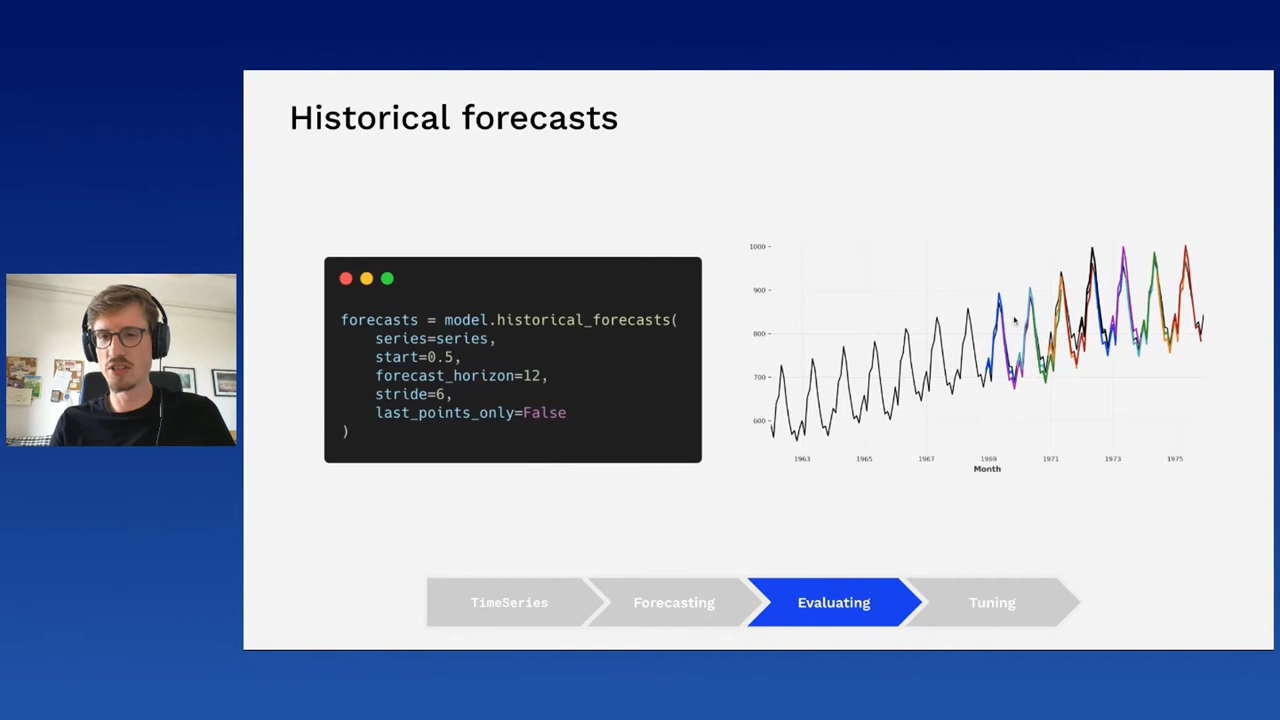 Historical forecasts
forecasts = model.historical_forecasts(
    series=series,
    start=0.5,
    forecast_horizon=12,
    stride=6,
    last_points_only=False
)
1000
900
800
700
600
1963 1965 1967 1969 1971 1973 1975
Month
TimeSeries Forecasting Evaluating Tuning